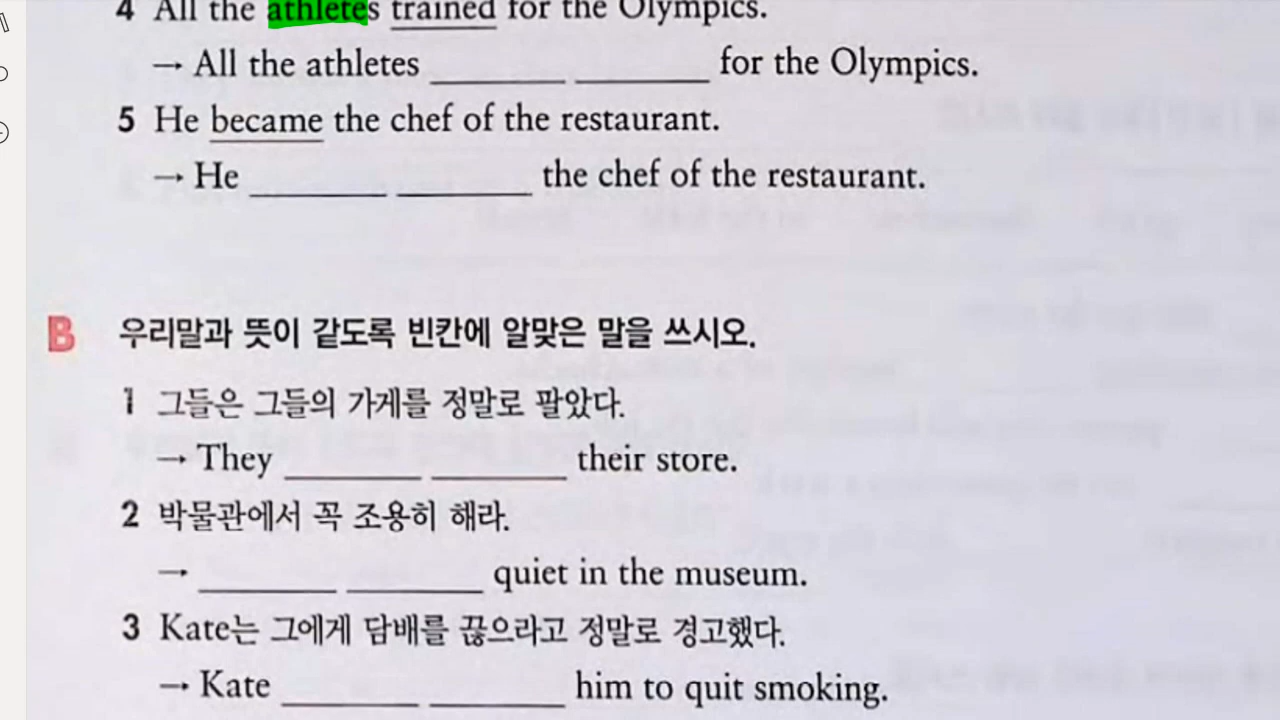 4 All the athletes trained for the Olympics.
→ All the athletes ________ ________ for the Olympics.
5 He became the chef of the restaurant.
→ He ________ ________ the chef of the restaurant.
B 우리말과 뜻이 같도록 빈칸에 알맞은 말을 쓰시오.
1 그들은 그들의 가게를 정말로 팔았다.
→ They ________ ________ their store.
2 박물관에서 꼭 조용히 해라.
→ ________ ________ quiet in the museum.
3 Kate는 그에게 담배를 끊으라고 정말로 경고했다.
→ Kate ________ ________ him to quit smoking.